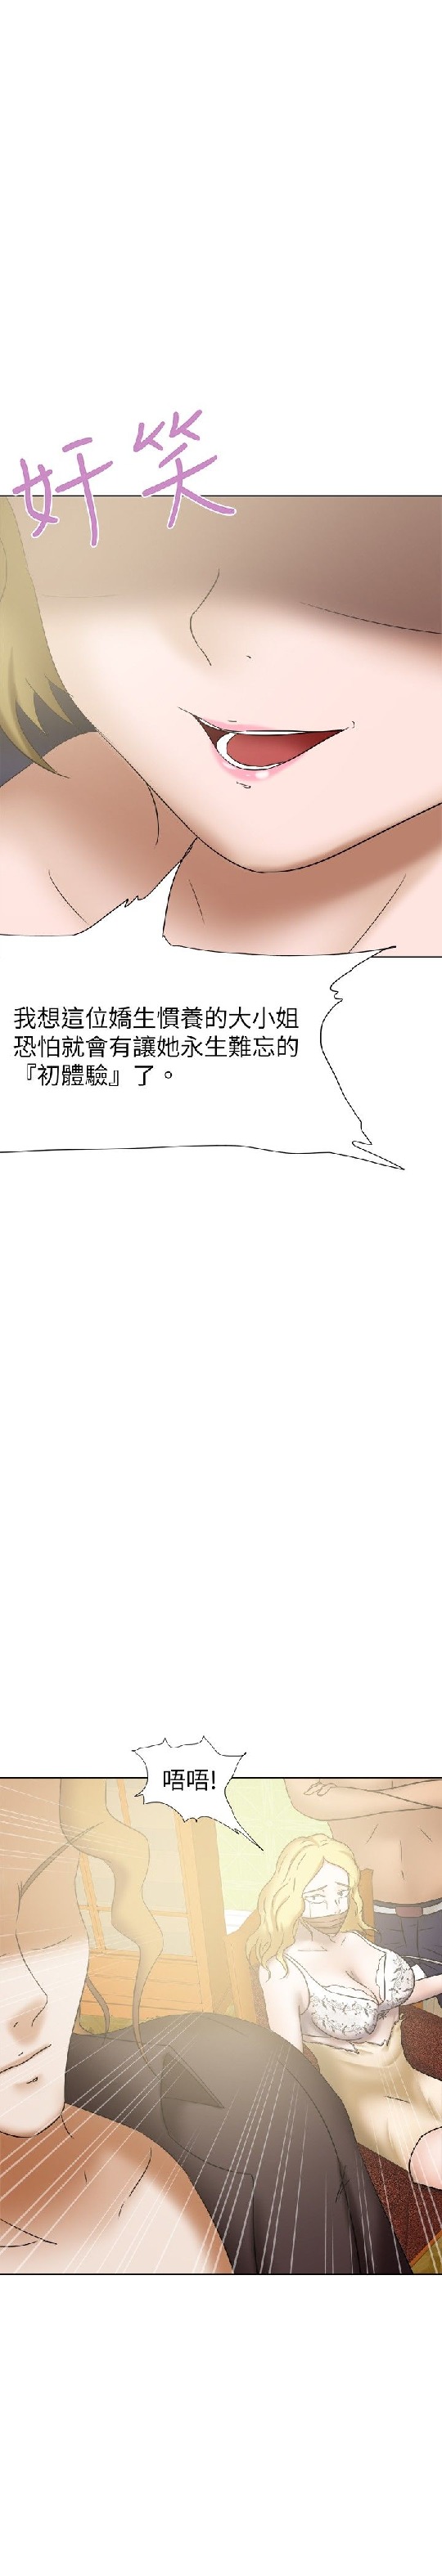 奸笑
我想這位嬌生慣養的大小姐
恐怕就會有讓她永生難忘的
『初體驗』了。
唔唔!